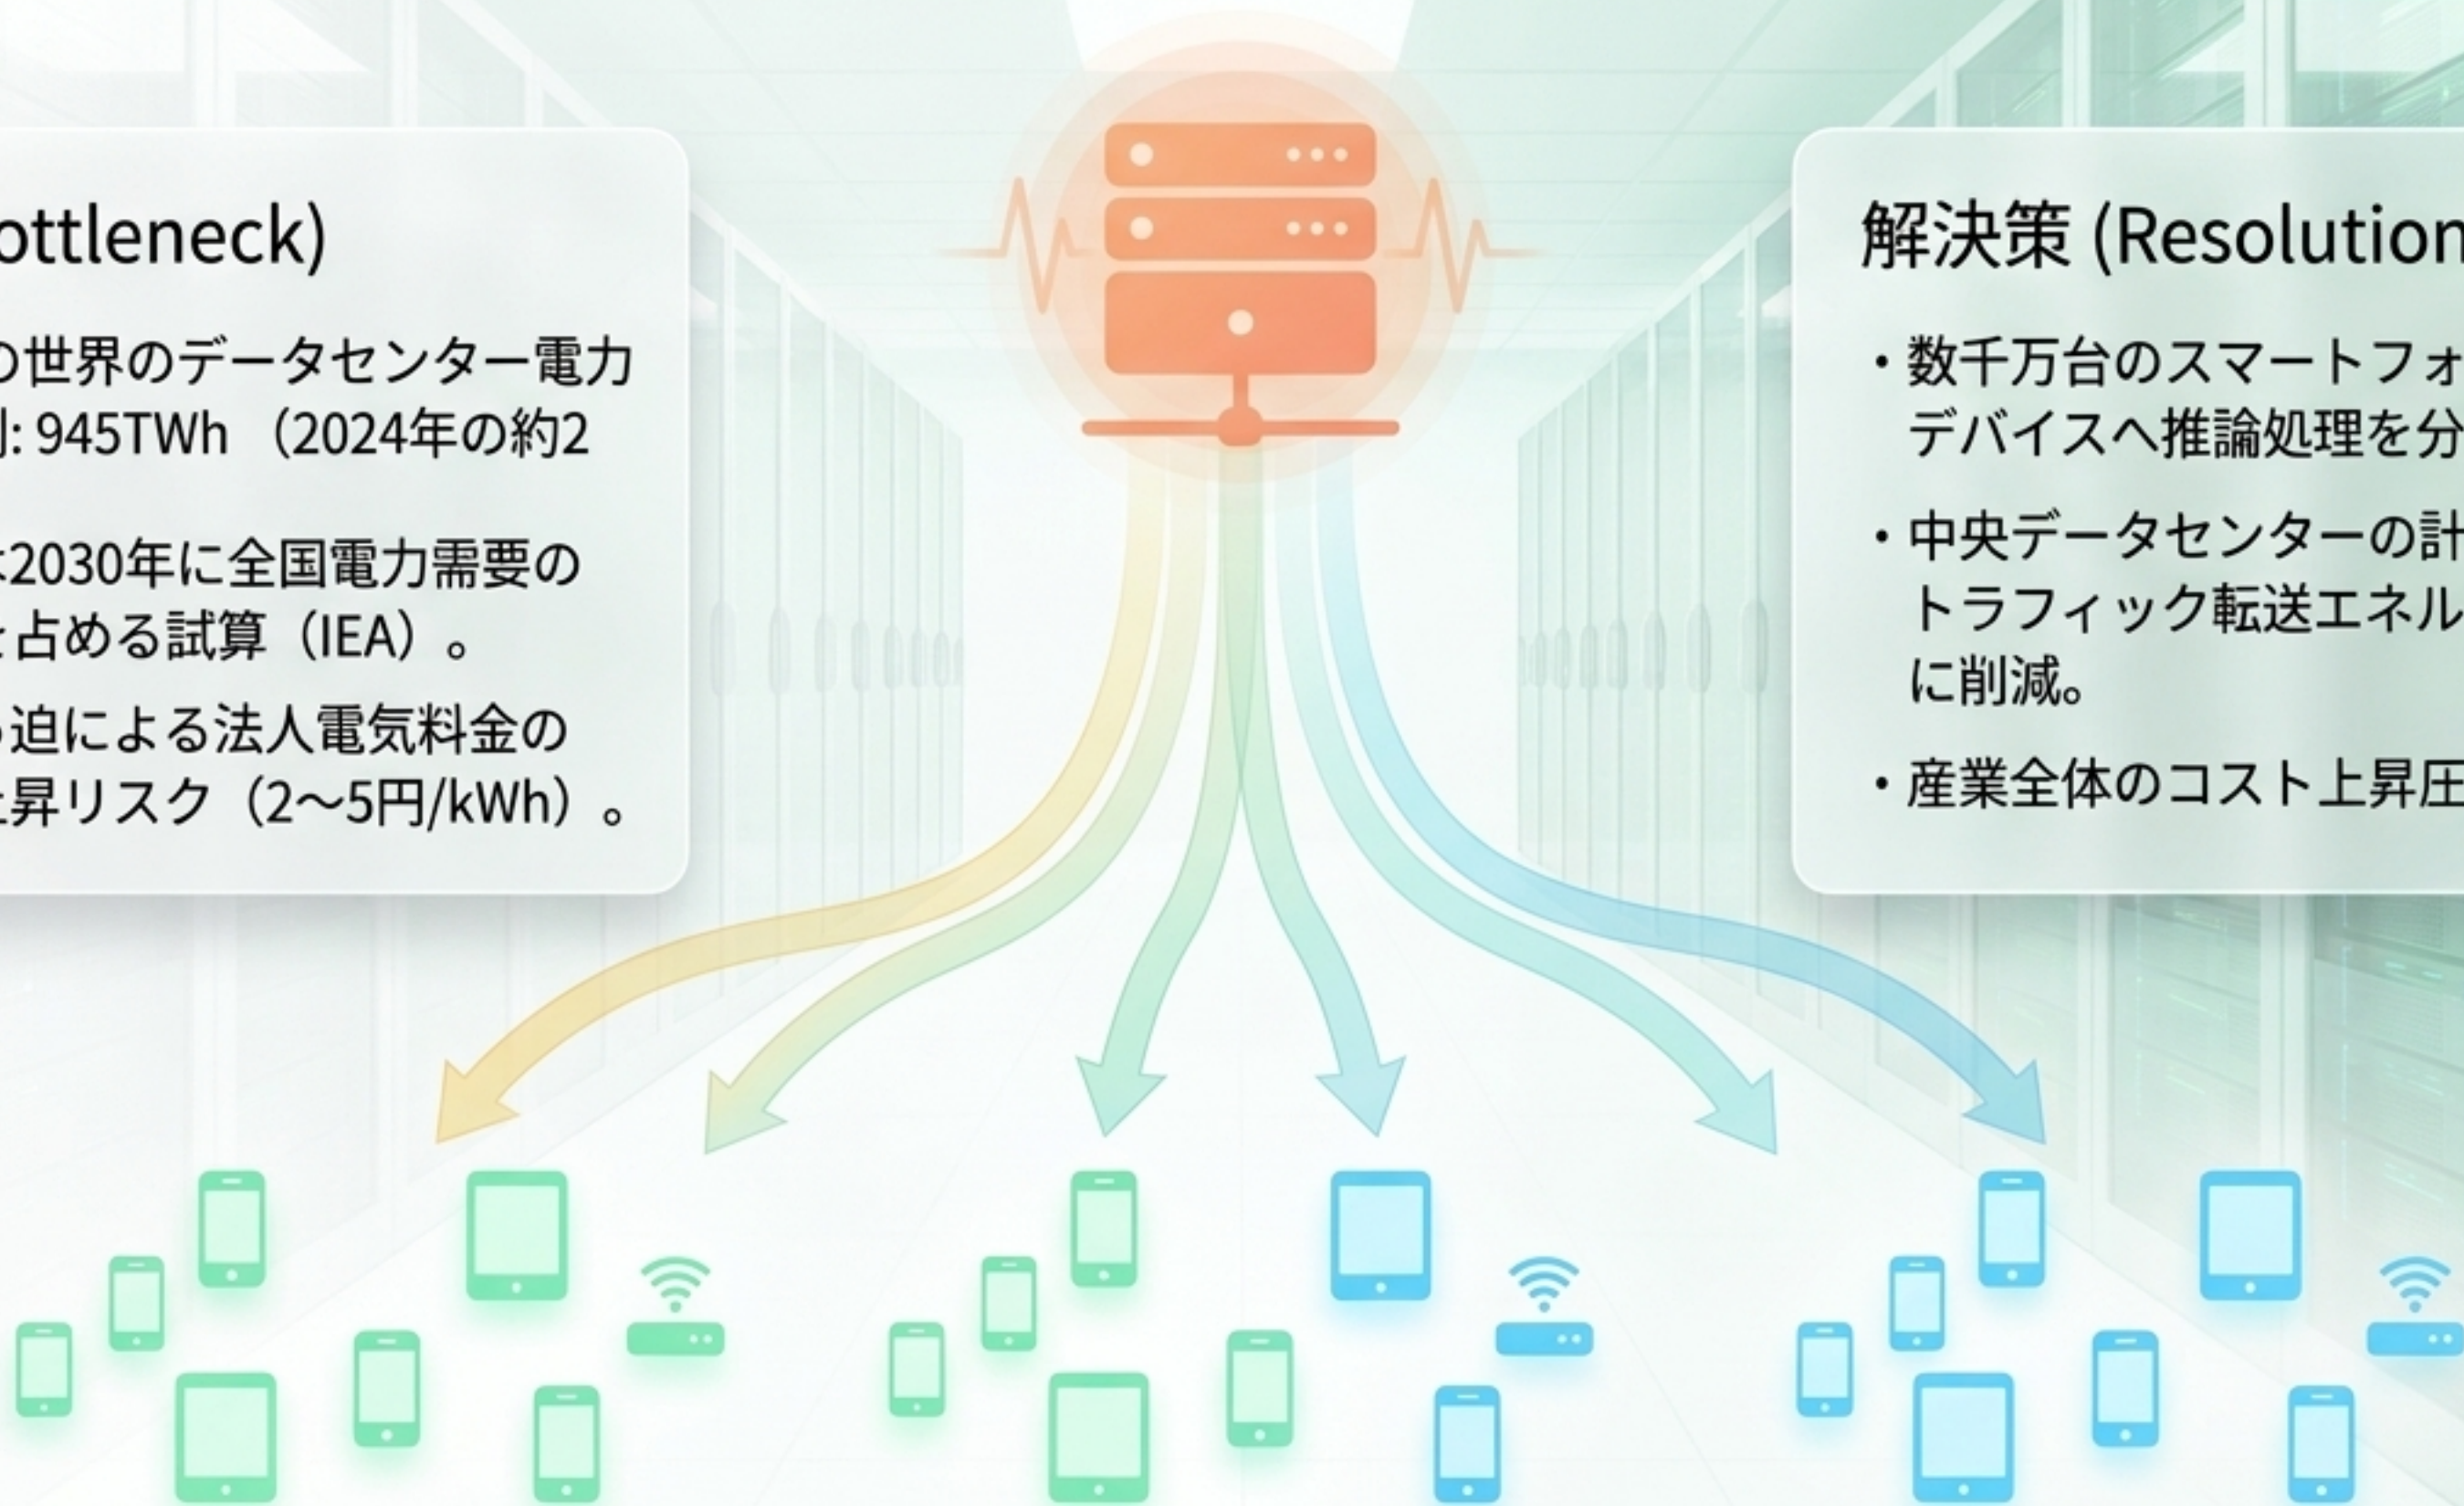 ottleneck)
の世界のデータセンター電力
: 945TWh （2024年の約2
2030年に全国電力需要の
占める試算（IEA）。
迫による法人電気料金の
昇リスク（2〜5円/kWh）。
解決策 (Resolution
・数千万台のスマートフォ
デバイスへ推論処理を分
・中央データセンターの計
トラフィック転送エネル
に削減。
・産業全体のコスト上昇圧